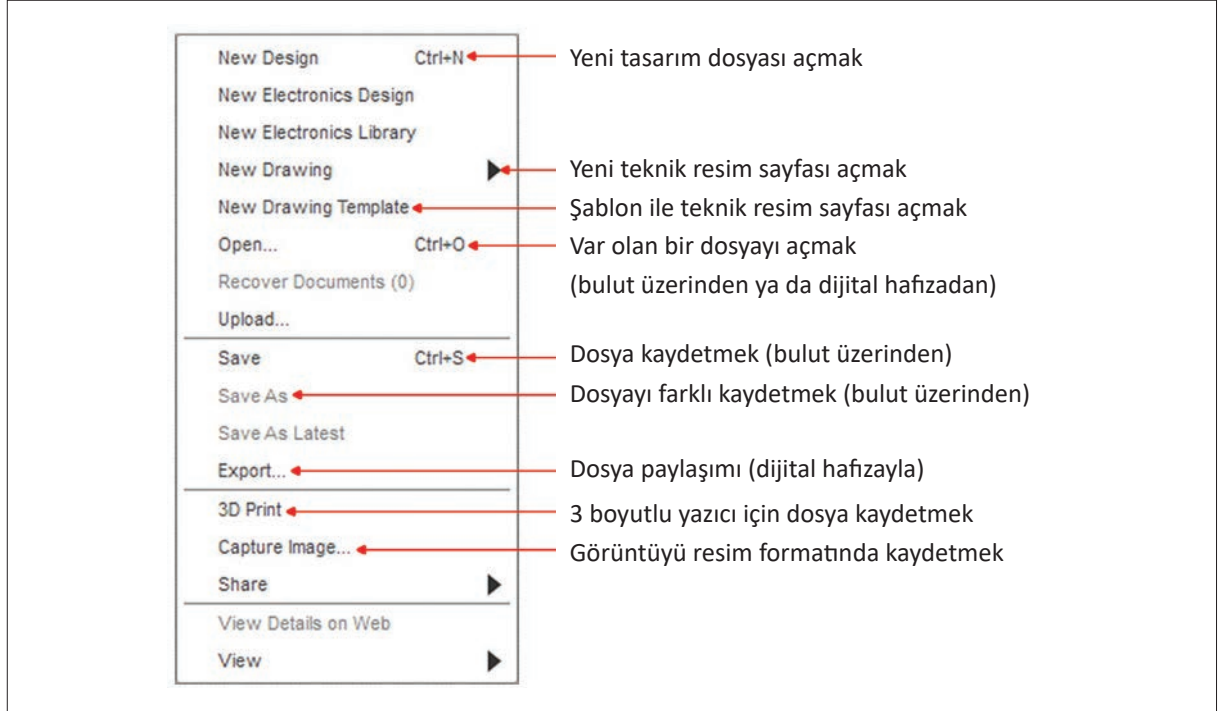 New Design Ctrl+N Yeni tasarım dosyası açmak
New Electronics Design
New Electronics Library
New Drawing Yeni teknik resim sayfası açmak
New Drawing Template Şablon ile teknik resim sayfası açmak
Open... Ctrl+O Var olan bir dosyayı açmak
Recover Documents (0) (bulut üzerinden ya da dijital hafızadan)
Upload...
Save Ctrl+S Dosya kaydetmek (bulut üzerinden)
Save As Dosyayı farklı kaydetmek (bulut üzerinden)
Save As Latest
Export... Dosya paylaşımı (dijital hafızayla)
3D Print 3 boyutlu yazıcı için dosya kaydetmek
Capture Image... Görüntüyü resim formatında kaydetmek
Share
View Details on Web
View